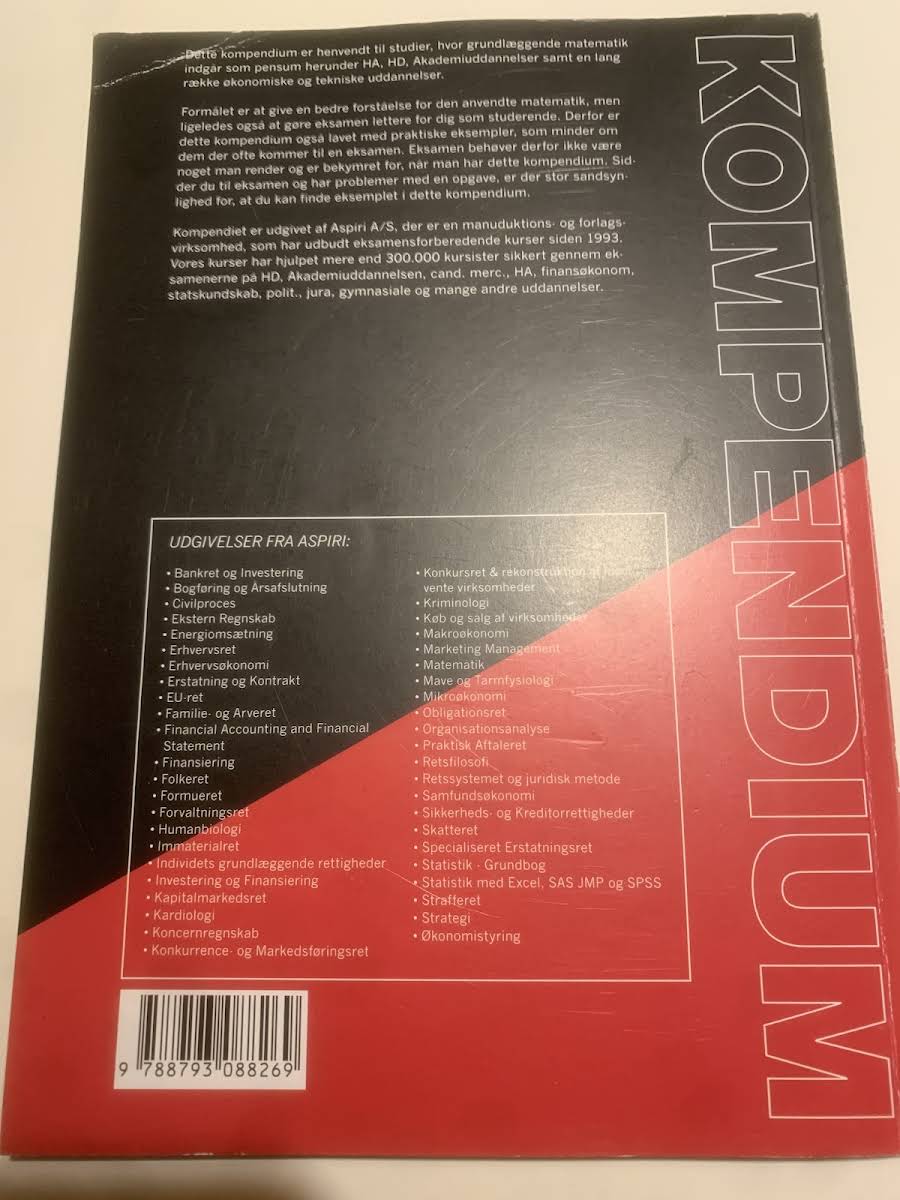 Dette kompendium er henvendt til studier, hvor grundlæggende matematik
indgår som pensum herunder HA, HD, Akademiuddannelser samt en lang
række økonomiske og tekniske uddannelser.
Formålet er at give en bedre forståelse for den anvendte matematik, men
ligeledes også at gøre eksamen lettere for dig som studerende. Derfor er
dette kompendium også lavet med praktiske eksempler, som minder om
dem der ofte kommer til en eksamen. Eksamen behøver derfor ikke være
noget man render og er bekymret for, når man har dette kompendium. Sid-
der du til eksamen og har problemer med en opgave, er der stor sandsyn-
lighed for, at du kan finde eksemplet i dette kompendium.
Kompendiet er udgivet af Aspiri A/S, der er en manuduktions- og forlags-
virksomhed, som har udbudt eksamensforberedende kurser siden 1993.
Vores kurser har hjulpet mere end 300.000 kursister sikkert gennem ek-
samenerne på HD, Akademiuddannelsen, cand. merc., HA, finansøkonom,
statskundskab, polit., jura, gymnasiale og mange andre uddannelser.
KOMPENDIUM
UDGIVELSER FRA ASPIRI:
• Bankret og Investering
• Bogføring og Årsafslutning
• Civilproces
• Ekstern Regnskab
• Energiomsætning
• Erhvervsret
• Erhvervsøkonomi
• Erstatning og Kontrakt
• EU-ret
• Familie- og Arveret
• Financial Accounting and Financial
Statement
• Finansiering
• Folkeret
• Formueret
• Forvaltningsret
• Humanbiologi
• Immaterialret
• Individets grundlæggende rettigheder
• Investering og Finansiering
• Kapitalmarkedsret
• Kardiologi
• Koncernregnskab
• Konkurrence- og Markedsføringsret
• Konkursret & rekonstruktion af
vente virksomheder
• Kriminologi
• Køb og salg af virksomheder
• Makroøkonomi
• Marketing Management
• Matematik
• Mave og Tarmfysiologi
• Mikroøkonomi
• Obligationsret
• Organisationsanalyse
• Praktisk Aftaleret
• Retsfilosofi
• Retssystemet og juridisk metode
• Samfundsøkonomi
• Sikkerheds- og Kreditorrettigheder
• Skatteret
• Specialiseret Erstatningsret
• Statistik - Grundbog
• Statistik med Excel, SAS JMP og SPSS
• Strafferet
• Strategi
• Økonomistyring
9 788793 088269